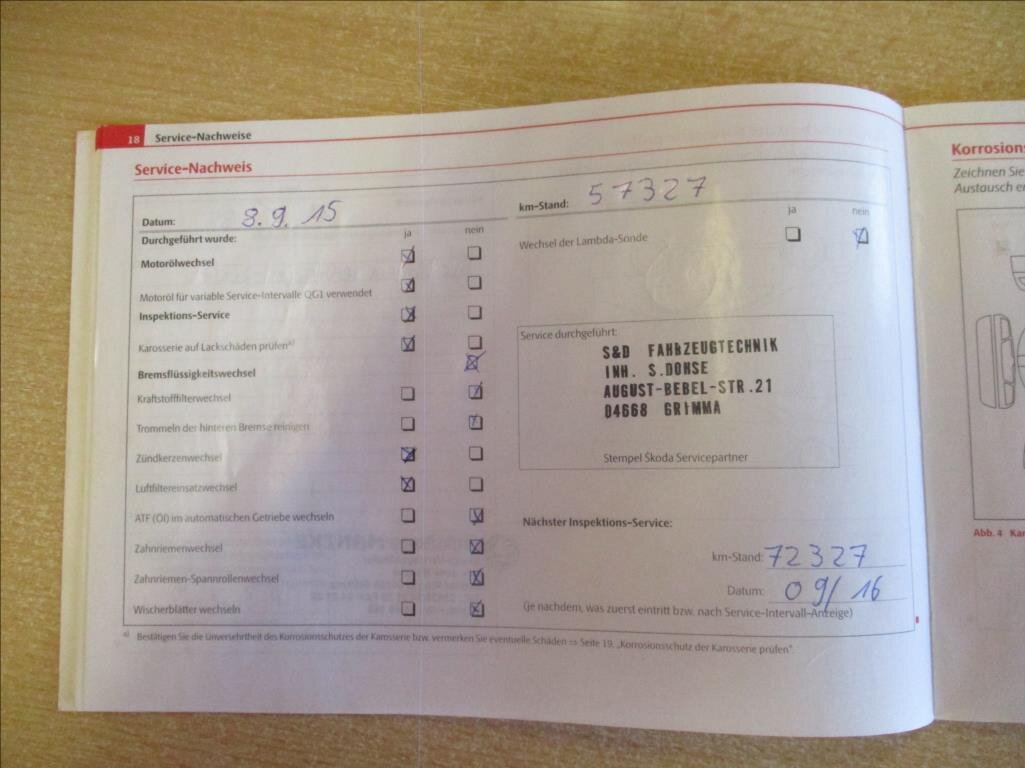 18 Service-Nachweise
Service-Nachweis
Datum: 8.9.15
Durchgeführt wurde: ja nein
Motorölwechsel
Motoröl für variable Service-Intervalle QG1 verwendet
Inspektions-Service
Karosserie auf Lackschäden prüfen a)
Bremsflüssigkeitswechsel
Kraftstofffilterwechsel
Trommeln der hinteren Bremse reinigen
Zündkerzenwechsel
Luftfiltereinsatzwechsel
ATF (Öl) im automatischen Getriebe wechseln
Zahnriemenwechsel
Zahnriemen-Spannrollenwechsel
Wischerblätter wechseln
km-Stand: 57327
ja nein
Wechsel der Lambda-Sonde
Service durchgeführt:
S&D FAHRZEUGTECHNIK
INH. S.DOHSE
AUGUST-BEBEL-STR.21
04668 GRIMMA
Stempel Škoda Servicepartner
Nächster Inspektions-Service:
km-Stand: 72327
Datum: 09/16
(je nachdem, was zuerst eintritt bzw. nach Service-Intervall-Anzeige)
a) Bestätigen Sie die Unversehrtheit des Korrosionsschutzes der Karosserie bzw. vermerken Sie eventuelle Schäden ⇒ Seite 19, „Korrosionsschutz der Karosserie prüfen".
Korrosions
Zeichnen Sie
Austausch
Abb. 4 Kar